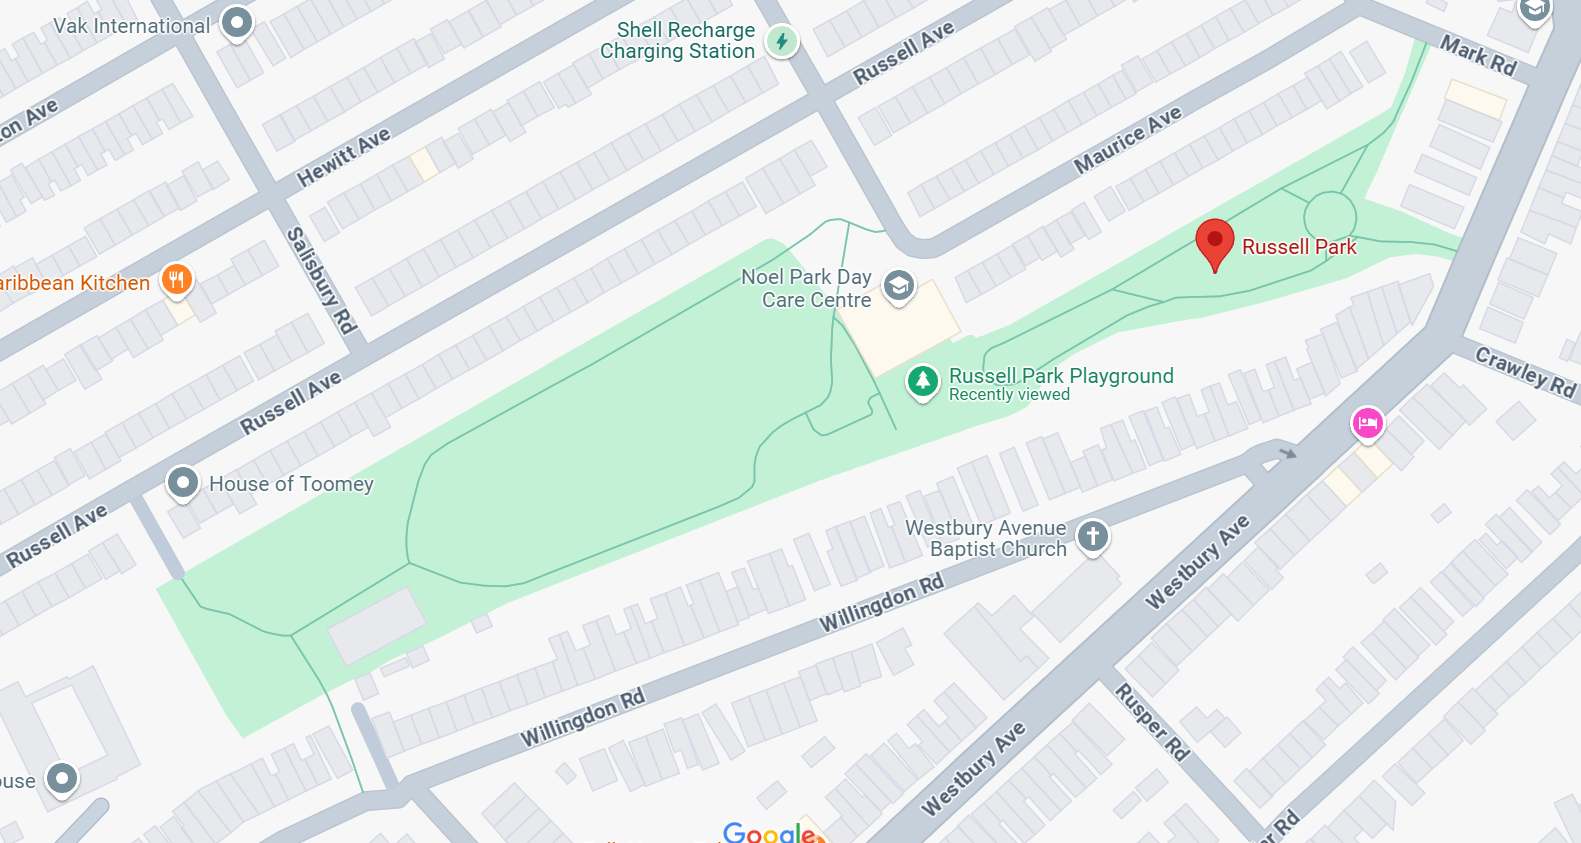 Vak International
Shell Recharge
Charging Station
Russell Ave
Mark Rd
on Ave
Hewitt Ave
Maurice Ave
Salisbury Rd
aribbean Kitchen
Noel Park Day
Care Centre
Russell Park
Russell Ave
Russell Park Playground
Recently viewed
Crawley Rd
House of Toomey
Russell Ave
Westbury Avenue
Baptist Church
Westbury Ave
Willingdon Rd
Willingdon Rd
Rusper Rd
Westbury Ave
ouse
Google
er Rd